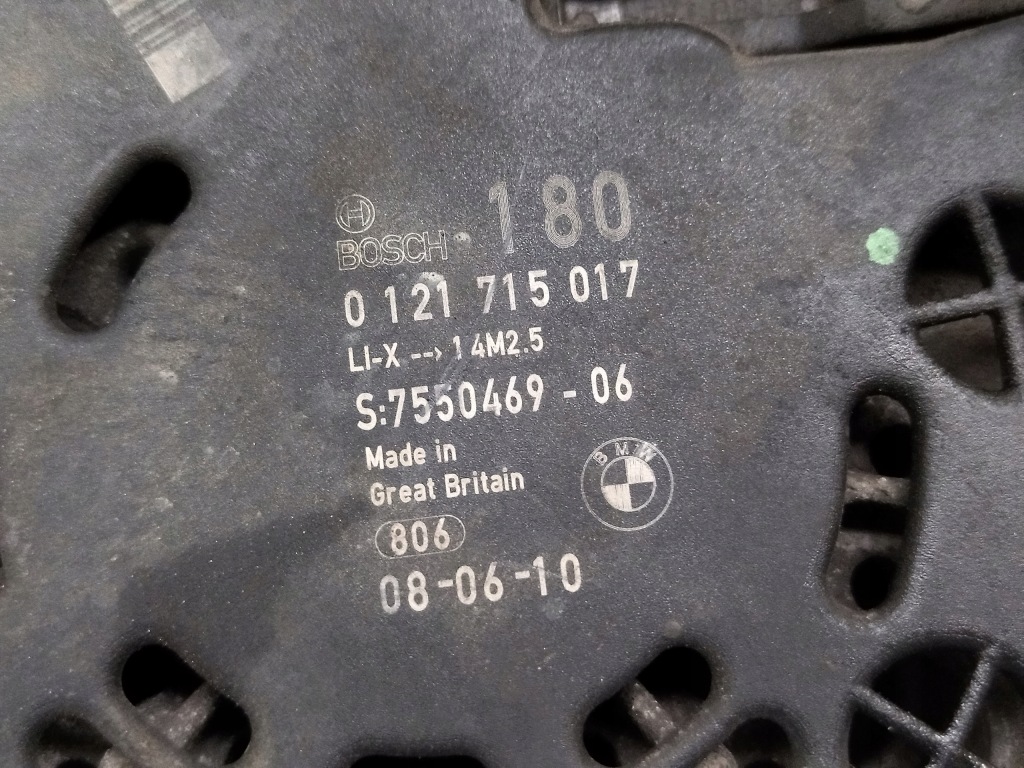 BOSCH 180
0 121 715 017
LI-X --> 14M2.5
S:7550469 - 06
Made in
Great Britain
BMW
806
08-06-10